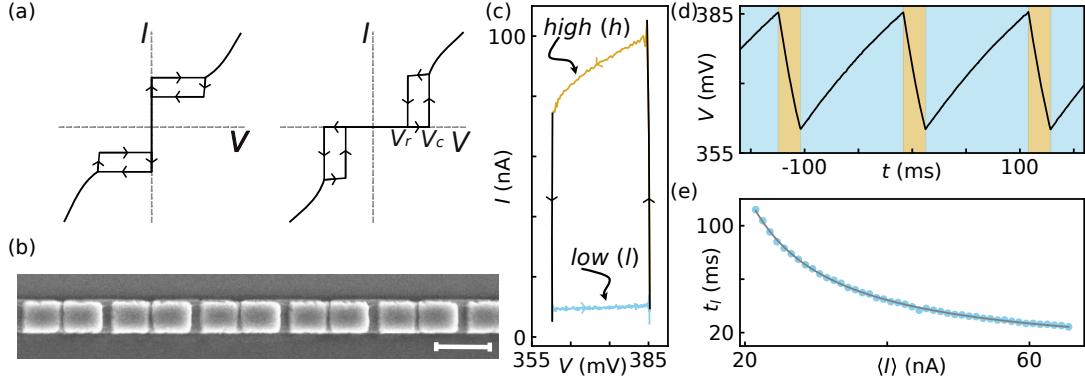 (a)
I
V
I
V_r
V_c
V
(b)
(c)
100
I (nA)
0
high (h)
low (l)
355
V (mV)
385
(d)
385
V (mV)
355
-100
t (ms)
100
(e)
100
t_l (ms)
20
20
⟨I⟩ (nA)
60